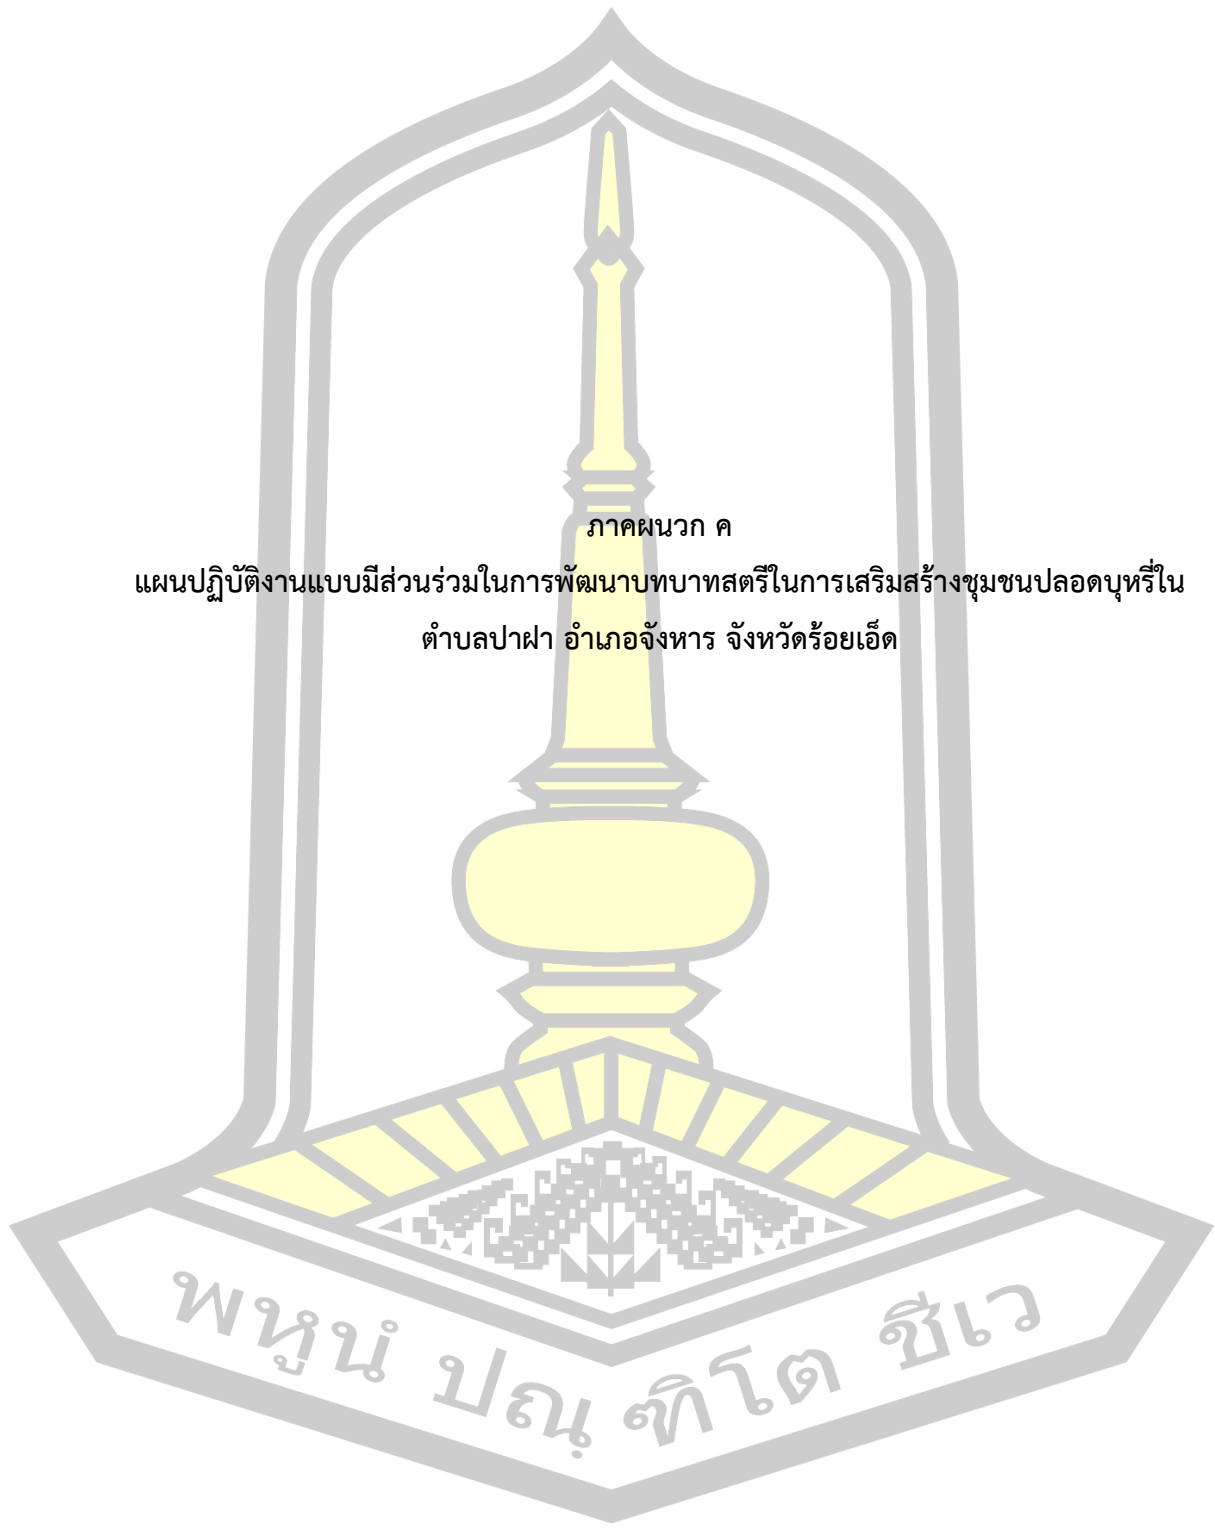 ภาคผนวก ค
แผนปฏิบัติงานแบบมีส่วนร่วมในการพัฒนาบทบาทสตรีในการเสริมสร้างชุมชนปลอดบุหรี่ใน
ตำบลปาฝา อำเภอจังหาร จังหวัดร้อยเอ็ด
พหูนํ ปณฺ ฑิโต ชีเว